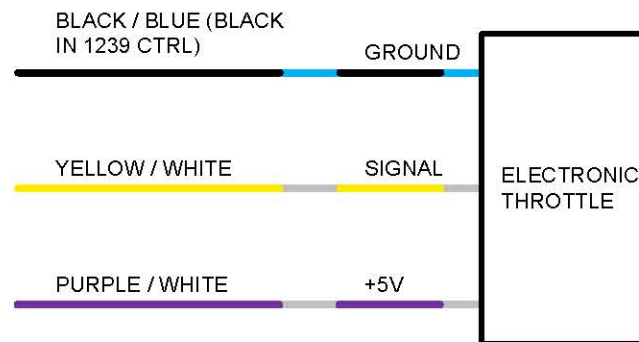 BLACK / BLUE (BLACK
IN 1239 CTRL)
GROUND
YELLOW / WHITE
SIGNAL
ELECTRONIC
THROTTLE
PURPLE / WHITE
+5V